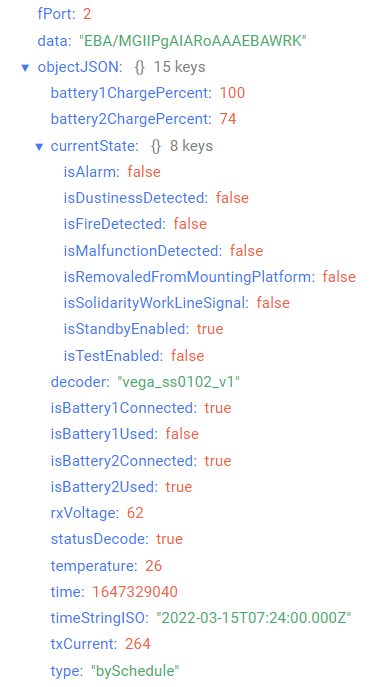 fPort: 2
data: "EBA/MGIIPgAIARoAAAEBAWRK"
objectJSON: {} 15 keys
battery1ChargePercent: 100
battery2ChargePercent: 74
currentState: {} 8 keys
isAlarm: false
isDustinessDetected: false
isFireDetected: false
isMalfunctionDetected: false
isRemovaledFromMountingPlatform: false
isSolidarityWorkLineSignal: false
isStandbyEnabled: true
isTestEnabled: false
decoder: "vega_ss0102_v1"
isBattery1Connected: true
isBattery1Used: false
isBattery2Connected: true
isBattery2Used: true
rxVoltage: 62
statusDecode: true
temperature: 26
time: 1647329040
timeStringISO: "2022-03-15T07:24:00.000Z"
txCurrent: 264
type: "bySchedule"